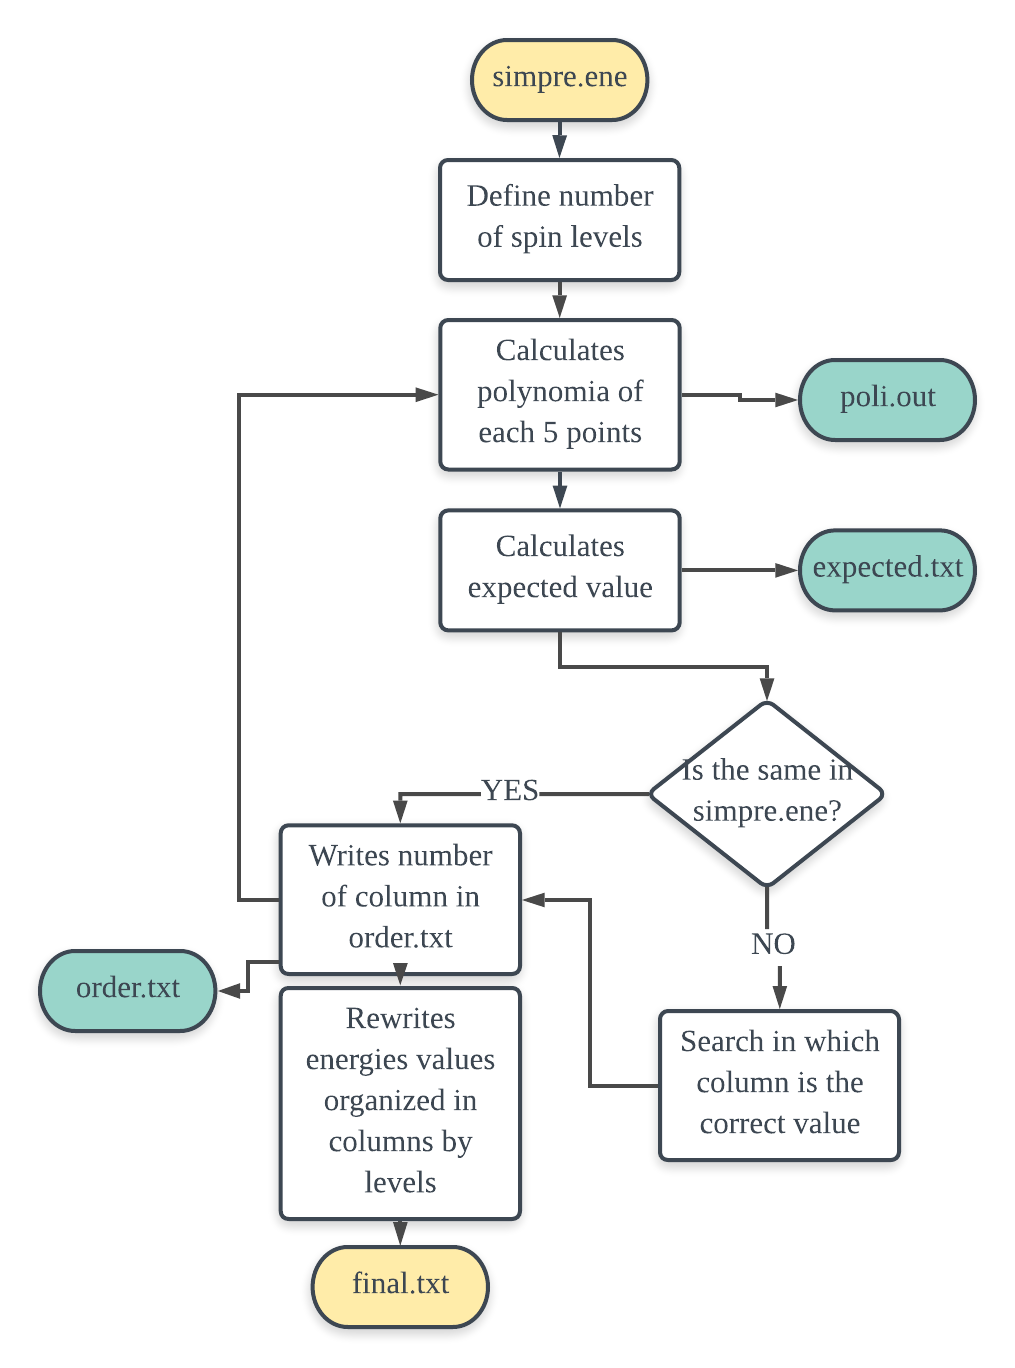 simpre.ene
Define number
of spin levels
Calculates
polynomia of
each 5 points
poli.out
Calculates
expected value
expected.txt
Is the same in
simpre.ene?
YES
Writes number
of column in
order.txt
NO
order.txt
Rewrites
energies values
organized in
columns by
levels
Search in which
column is the
correct value
final.txt